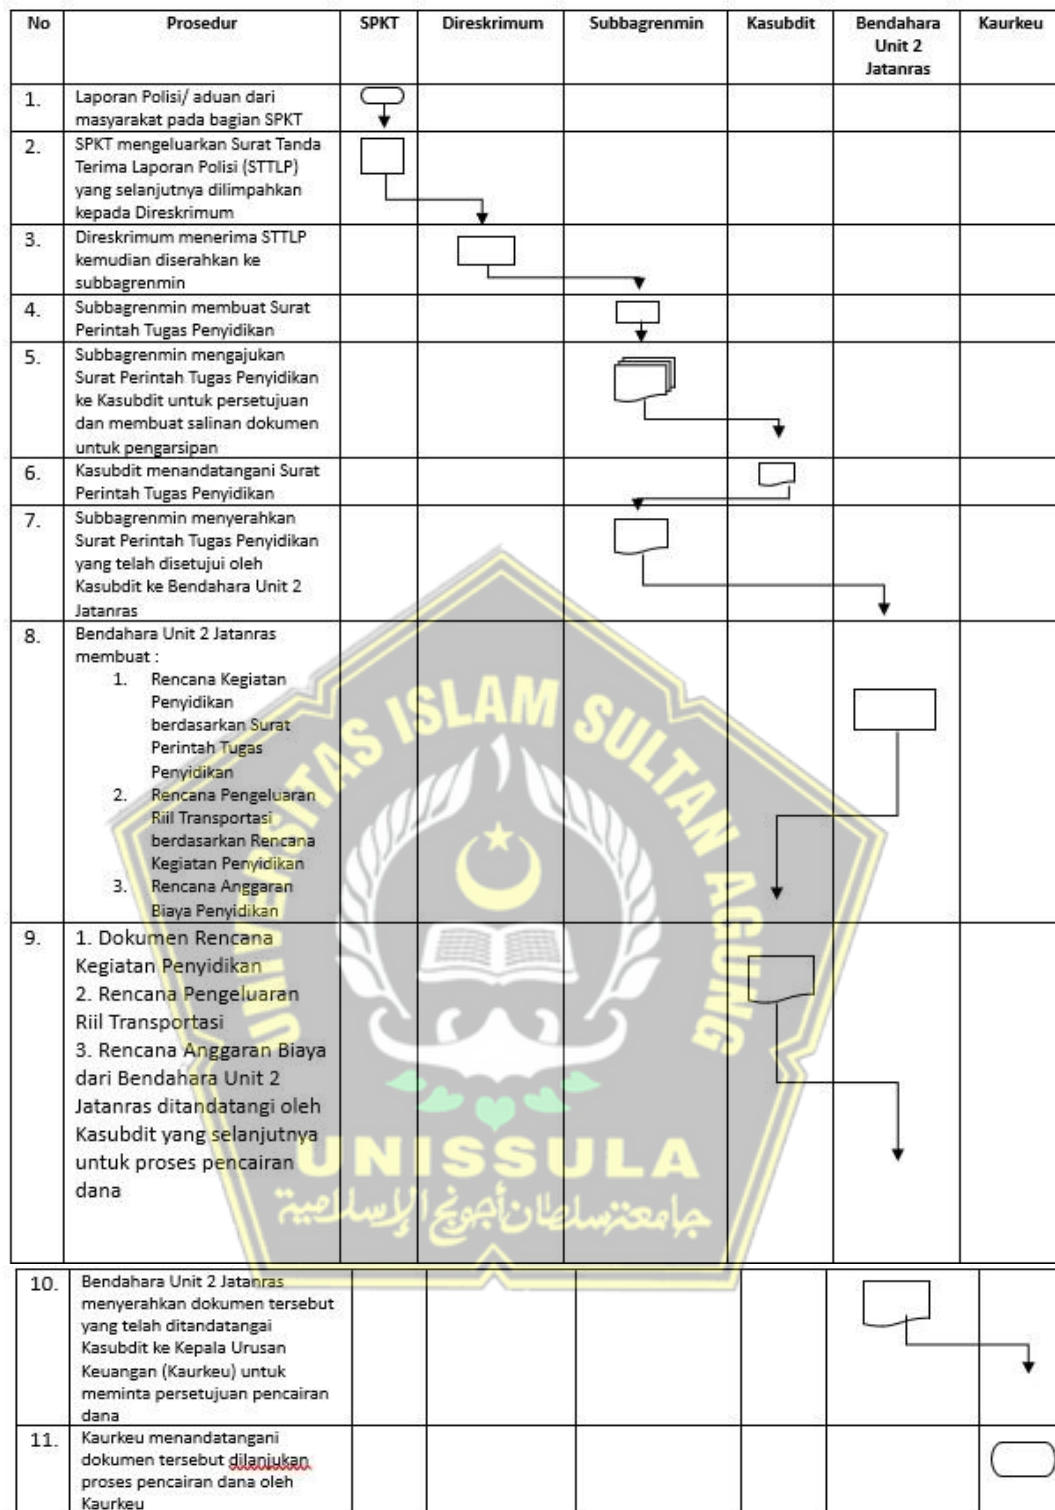 No Prosedur SPKT Direskrimum Subbagrenmin Kasubdit Bendahara Unit 2 Jatanras Kaurkeu
1. Laporan Polisi/ aduan dari
masyarakat pada bagian SPKT
2. SPKT mengeluarkan Surat Tanda
Terima Laporan Polisi (STTLP)
yang selanjutnya dilimpahkan
kepada Direskrimum
3. Direskrimum menerima STTLP
kemudian diserahkan ke
subbagrenmin
4. Subbagrenmin membuat Surat
Perintah Tugas Penyidikan
5. Subbagrenmin mengajukan
Surat Perintah Tugas Penyidikan
ke Kasubdit untuk persetujuan
dan membuat salinan dokumen
untuk pengarsipan
6. Kasubdit menandatangani Surat
Perintah Tugas Penyidikan
7. Subbagrenmin menyerahkan
Surat Perintah Tugas Penyidikan
yang telah disetujui oleh
Kasubdit ke Bendahara Unit 2
Jatanras
8. Bendahara Unit 2 Jatanras
membuat :
1. Rencana Kegiatan
Penyidikan
berdasarkan Surat
Perintah Tugas
Penyidikan
2. Rencana Pengeluaran
Riil Transportasi
berdasarkan Rencana
Kegiatan Penyidikan
3. Rencana Anggaran
Biaya Penyidikan
9. 1. Dokumen Rencana
Kegiatan Penyidikan
2. Rencana Pengeluaran
Riil Transportasi
3. Rencana Anggaran Biaya
dari Bendahara Unit 2
Jatanras ditandatangi oleh
Kasubdit yang selanjutnya
untuk proses pencairan
dana
10. Bendahara Unit 2 Jatanras
menyerahkan dokumen tersebut
yang telah ditandatangai
Kasubdit ke Kepala Urusan
Keuangan (Kaurkeu) untuk
meminta persetujuan pencairan
dana
11. Kaurkeu menandatangani
dokumen tersebut dilanjukan
proses pencairan dana oleh
Kaurkeu
UNIVERSITAS ISLAM SULTAN AGUNG
UNISSULA
جامعة سلطان أجونج الإسلامية